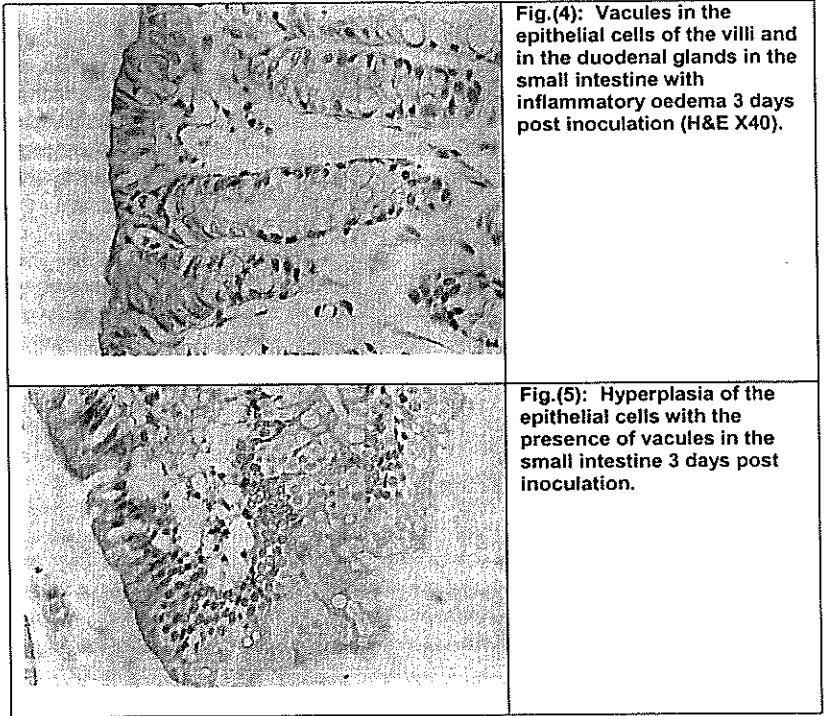 Fig.(4): Vacules in the
epithelial cells of the villi and
in the duodenal glands in the
small intestine with
inflammatory oedema 3 days
post inoculation (H&E X40).
Fig.(5): Hyperplasia of the
epithelial cells with the
presence of vacules in the
small intestine 3 days post
inoculation.